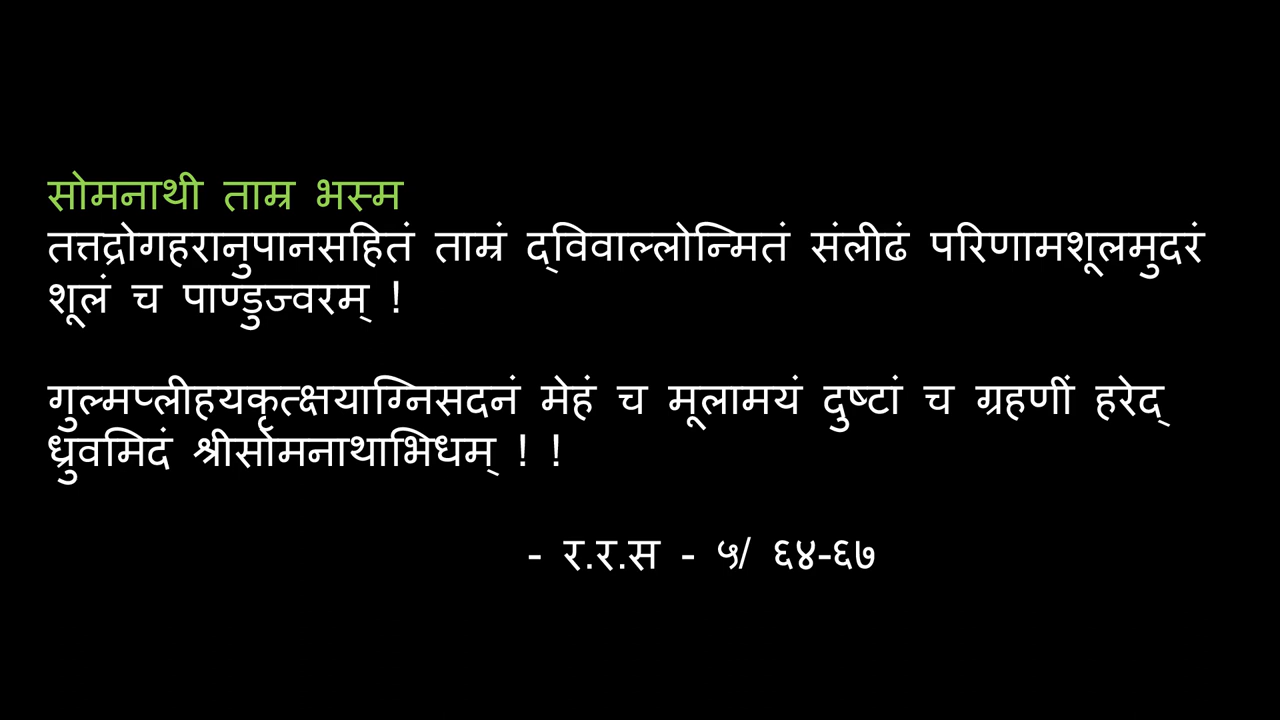 सोमनाथी ताम्र भस्म
तत्तद्रोगहरानुपानसहितं ताम्रं द्विवाल्लोन्मितं संलीढं परिणामशूलमुदरं
शूलं च पाण्डुज्वरम् !
गुल्मप्लीहयकृत्क्षयाग्निसदनं मेहं च मूलामयं दुष्टां च ग्रहणीं हरेद्
ध्रुवमिदं श्रीसोमनाथाभिधम् ! !
- र.र.स - ५/ ६४-६७